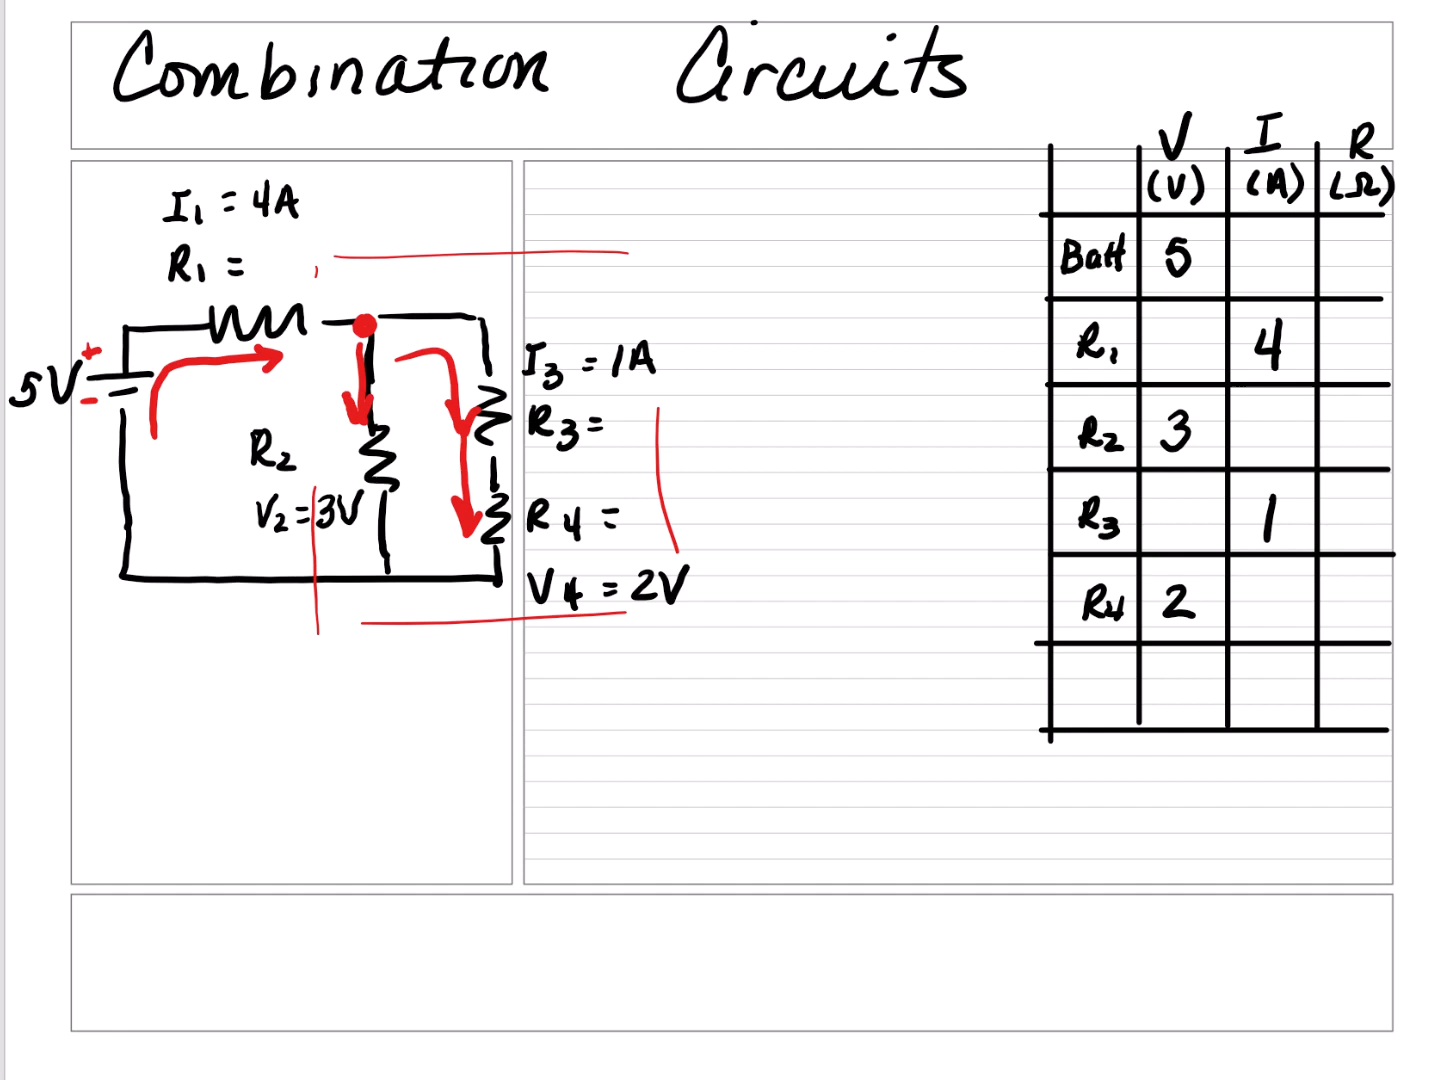 Combination Circuits
I₁ = 4A
R₁ =
5V
+
-
R₂
V₂ = 3V
I₃ = 1A
R₃ =
R₄ =
V₄ = 2V
V I R
(V) (A) (Ω)
Batt 5
R₁ 4
R₂ 3
R₃ 1
R₄ 2